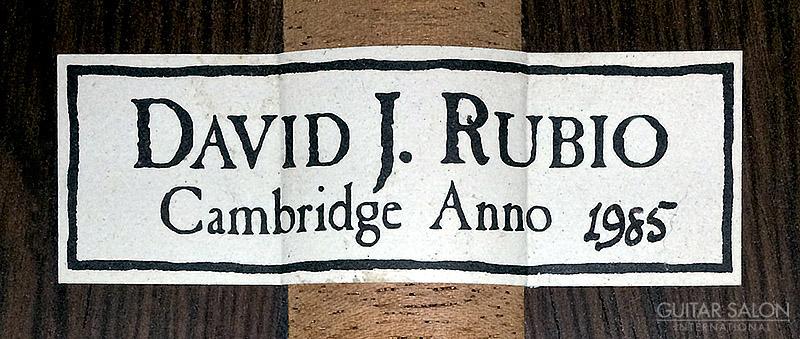 DAVID J. RUBIO
Cambridge Anno 1985
GUITAR SALON
INTERNATIONAL